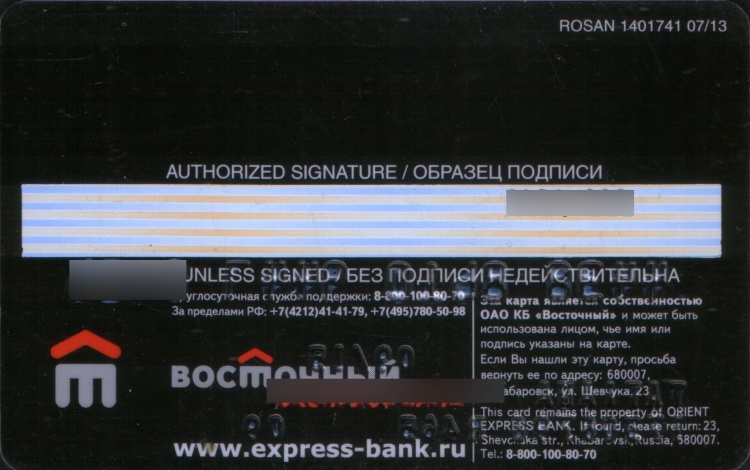 ROSAN 1401741 07/13
AUTHORIZED SIGNATURE / ОБРАЗЕЦ ПОДПИСИ
UNLESS SIGNED / БЕЗ ПОДПИСИ НЕДЕЙСТВИТЕЛЬНА
служба поддержки: 8-800-100-80-70
За пределами РФ: +7(4212)41-41-79, +7(495)780-50-98
Эта карта является собственностью
ОАО КБ «Восточный» и может быть
использована лицом, чье имя или
подпись указаны на карте.
Если Вы нашли эту карту, просьба
вернуть ее по адресу: 680007,
ул. Шевчука, 23
This card remains the property of ORIENT
EXPRESS BANK. If found, please return: 23,
Shevchuka str., Khabarovsk, Russia, 680007.
Tel.: 8-800-100-80-70
ВОСТОЧНЫЙ
www.express-bank.ru